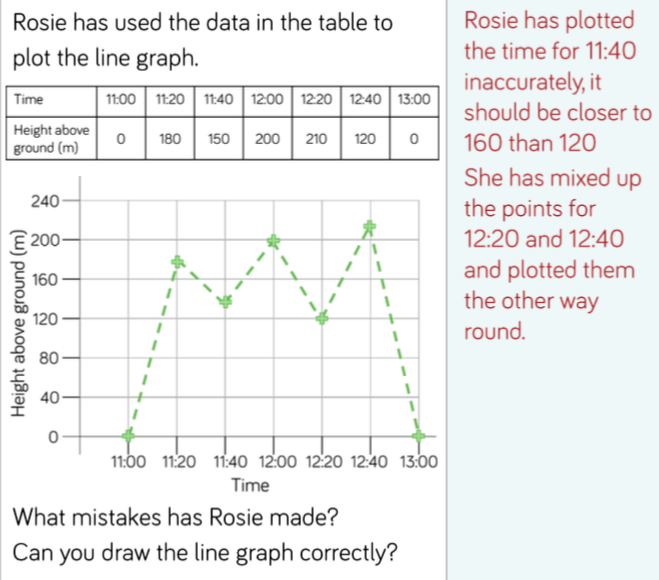 Rosie has used the data in the table to
plot the line graph.
Time 11:00 11:20 11:40 12:00 12:20 12:40 13:00
Height above
ground (m) 0 180 150 200 210 120 0
240
200
160
120
80
40
0
Height above ground (m)
11:00 11:20 11:40 12:00 12:20 12:40 13:00
Time
What mistakes has Rosie made?
Can you draw the line graph correctly?
Rosie has plotted
the time for 11:40
inaccurately, it
should be closer to
160 than 120
She has mixed up
the points for
12:20 and 12:40
and plotted them
the other way
round.